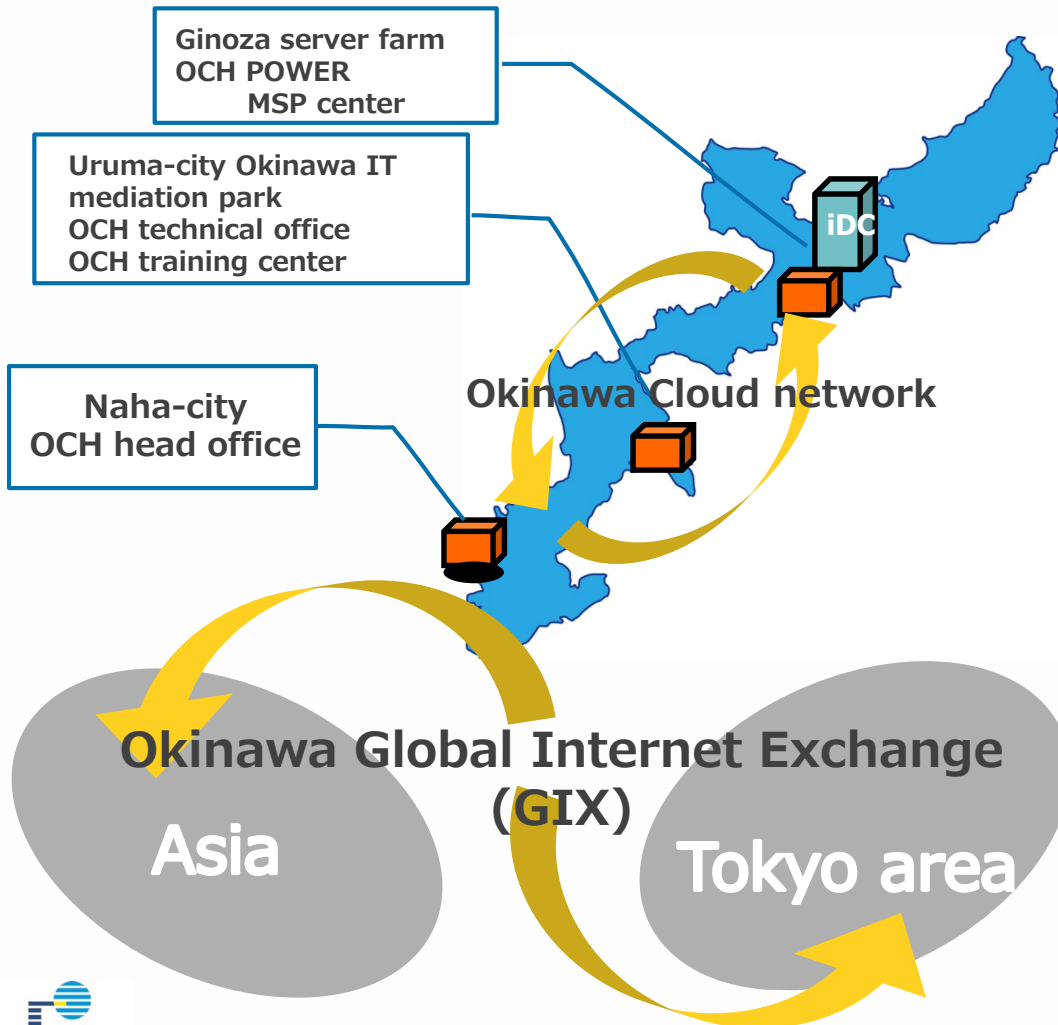 Ginoza server farm
OCH POWER
MSP center
Uruma-city Okinawa IT
mediation park
OCH technical office
OCH training center
iDC
Okinawa Cloud network
Naha-city
OCH head office
Okinawa Global Internet Exchange
(GIX)
Asia
Tokyo area